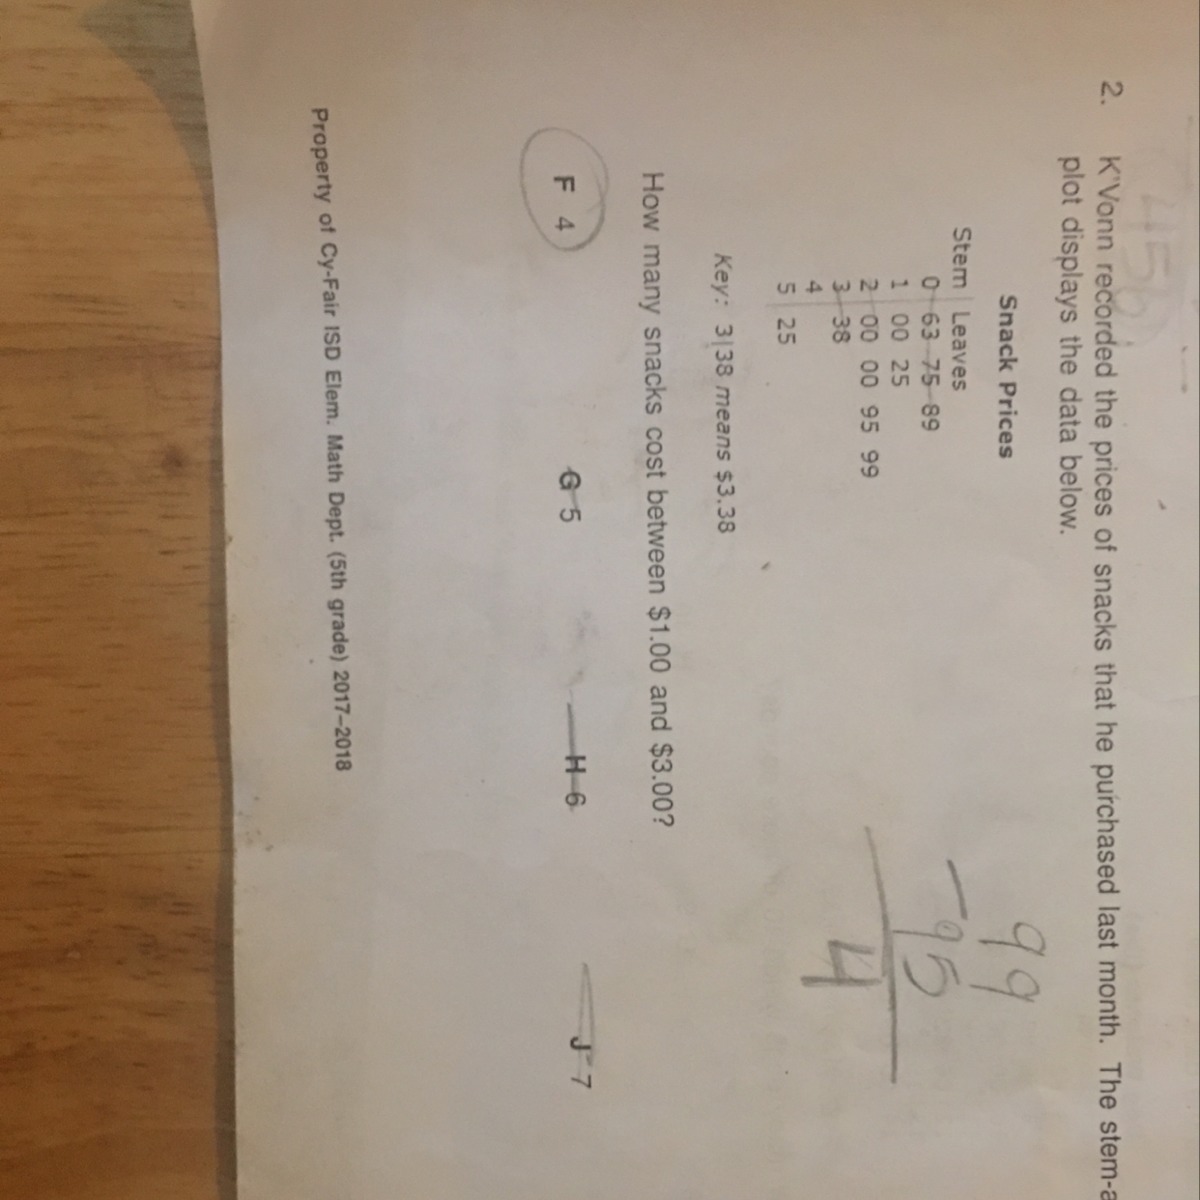 2. K'Vonn recorded the prices of snacks that he purchased last month. The stem-a
plot displays the data below.
Snack Prices
Stem Leaves
0 63 75 89
1 00 25
2 00 00 95 99
3 38
4
5 25
Key: 3|38 means $3.38
99
- 95
4
How many snacks cost between $1.00 and $3.00?
F 4 G 5 H 6 J 7
Property of Cy-Fair ISD Elem. Math Dept. (5th grade) 2017-2018